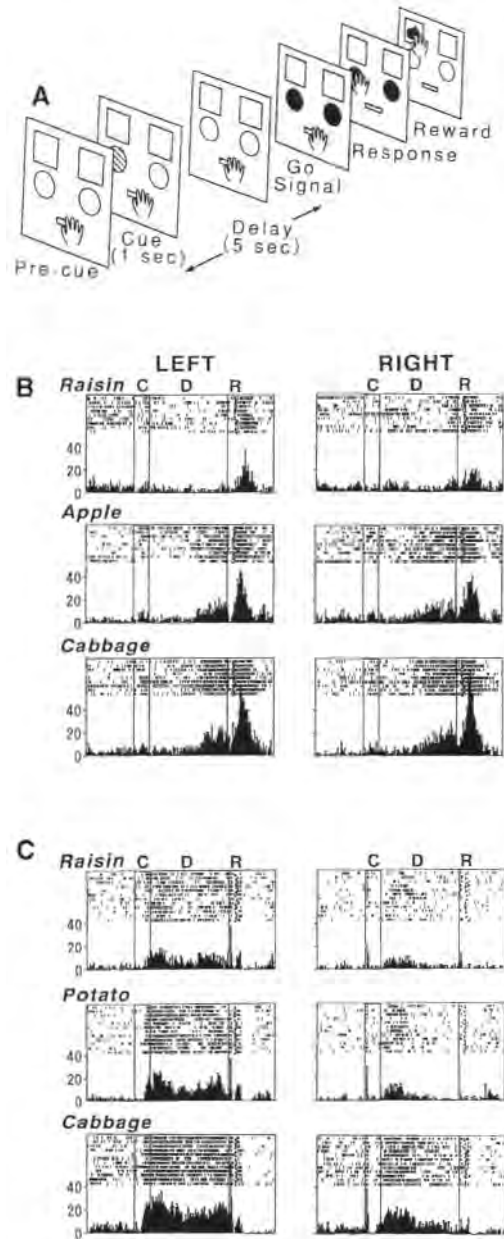 A
Pre-cue
Cue
(1 sec)
Delay
(5 sec)
Go
Signal
Response
Reward
LEFT RIGHT
B
Raisin C D R C D R
40
20
0
Apple
40
20
0
Cabbage
40
20
0
C
Raisin C D R C D R
40
20
0
Potato
40
20
0
Cabbage
40
20
0